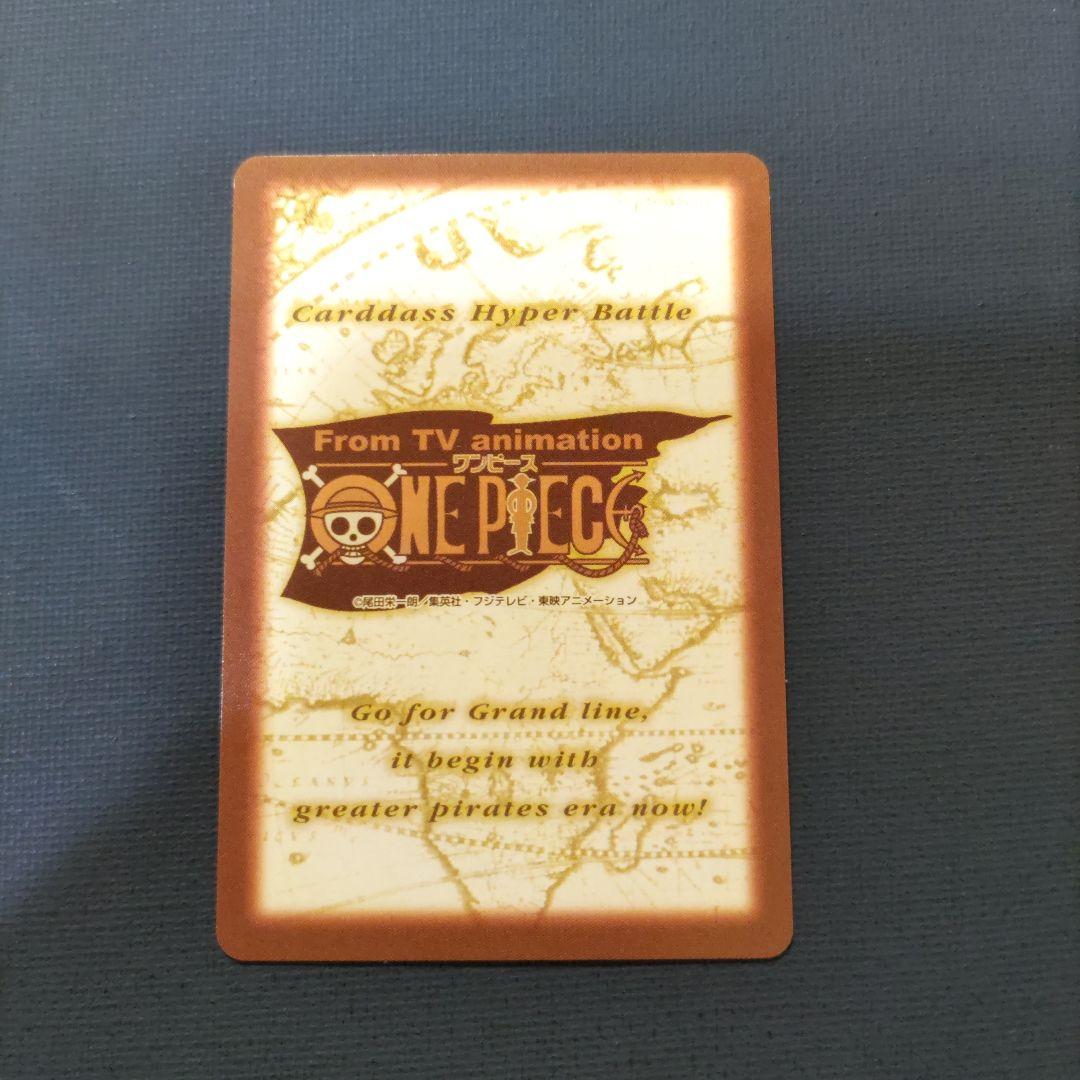 Carddass Hyper Battle
From TV animation
ワンピース
ONE PIECE
©尾田栄一朗／集英社・フジテレビ・東映アニメーション
Go for Grand line,
it begin with
greater pirates era now!